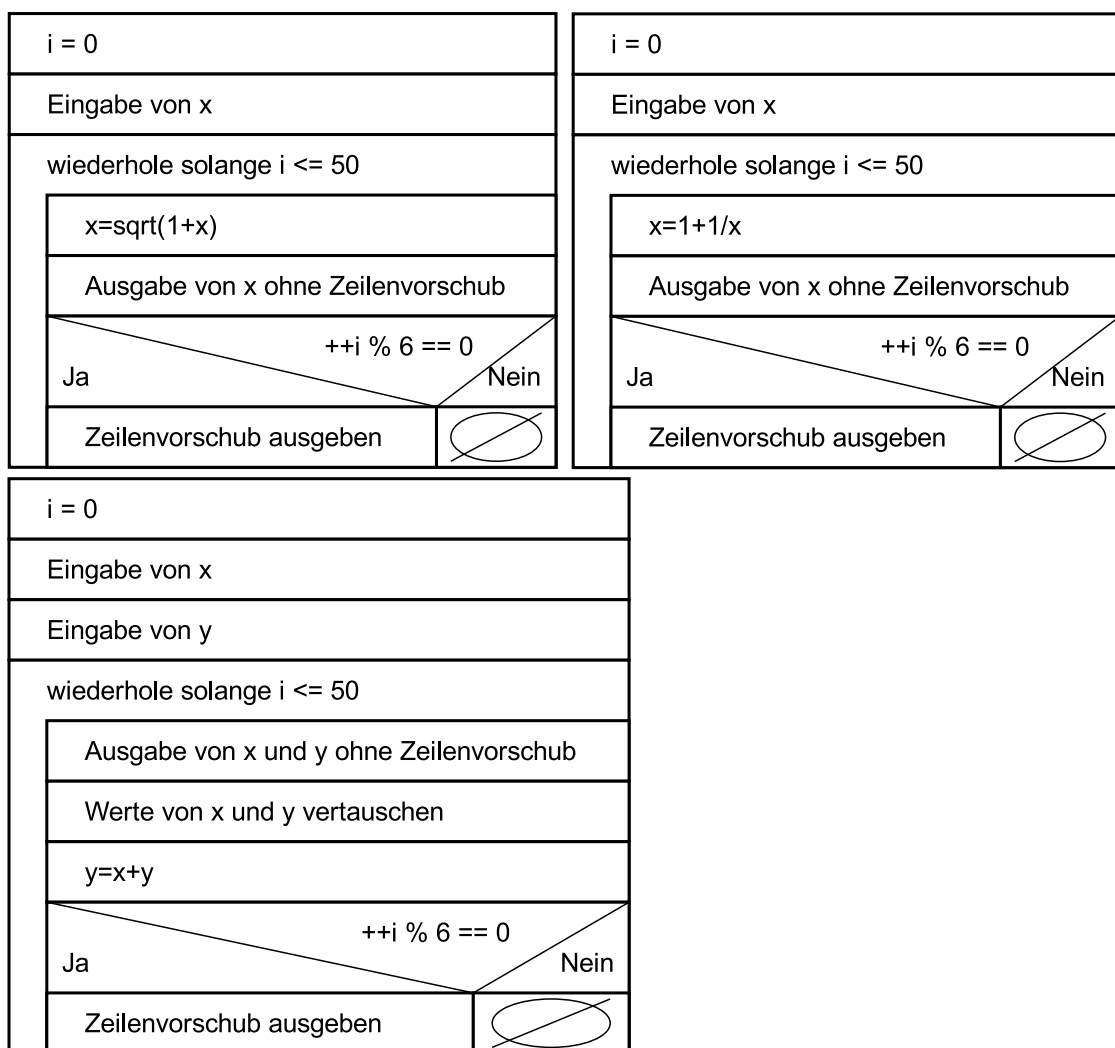 i = 0
Eingabe von x
wiederhole solange i <= 50
x=sqrt(1+x)
Ausgabe von x ohne Zeilenvorschub
++i % 6 == 0
Ja
Nein
Zeilenvorschub ausgeben
i = 0
Eingabe von x
wiederhole solange i <= 50
x=1+1/x
Ausgabe von x ohne Zeilenvorschub
++i % 6 == 0
Ja
Nein
Zeilenvorschub ausgeben
i = 0
Eingabe von x
Eingabe von y
wiederhole solange i <= 50
Ausgabe von x und y ohne Zeilenvorschub
Werte von x und y vertauschen
y=x+y
++i % 6 == 0
Ja
Nein
Zeilenvorschub ausgeben